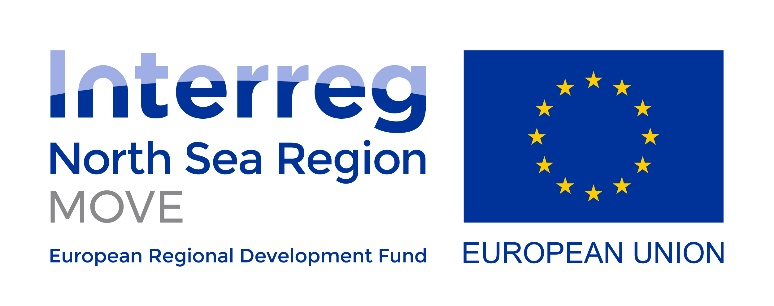 Interreg
North Sea Region
MOVE
European Regional Development Fund
EUROPEAN UNION